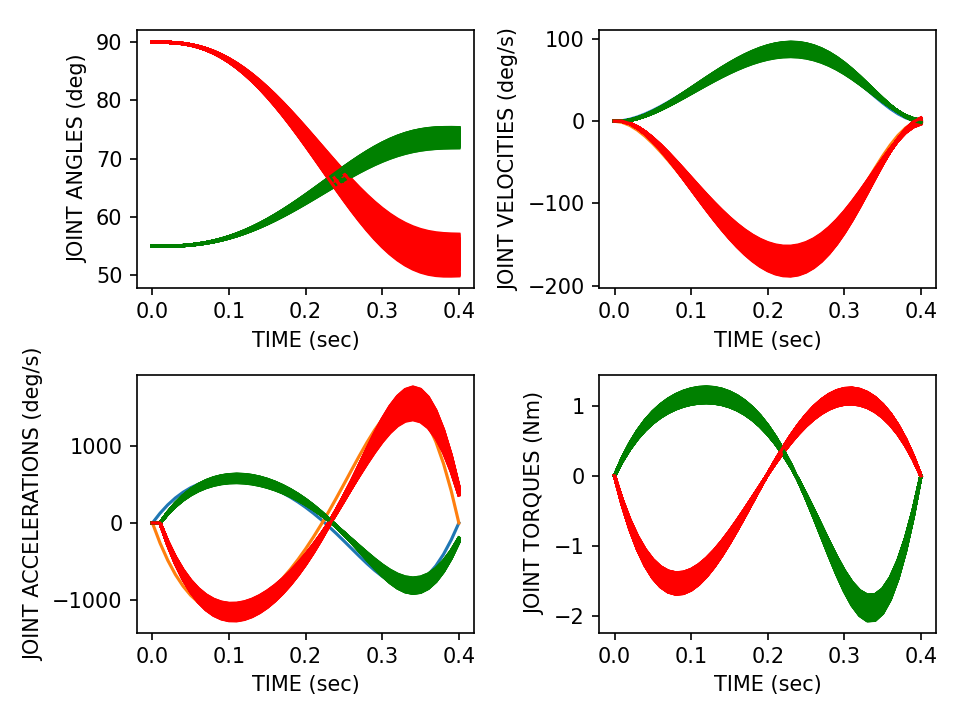 JOINT ANGLES (deg)
90
80
70
60
50
0.0 0.1 0.2 0.3 0.4
TIME (sec)
JOINT VELOCITIES (deg/s)
100
0
−100
−200
0.0 0.1 0.2 0.3 0.4
TIME (sec)
JOINT ACCELERATIONS (deg/s)
1000
0
−1000
0.0 0.1 0.2 0.3 0.4
TIME (sec)
JOINT TORQUES (Nm)
1
0
−1
−2
0.0 0.1 0.2 0.3 0.4
TIME (sec)